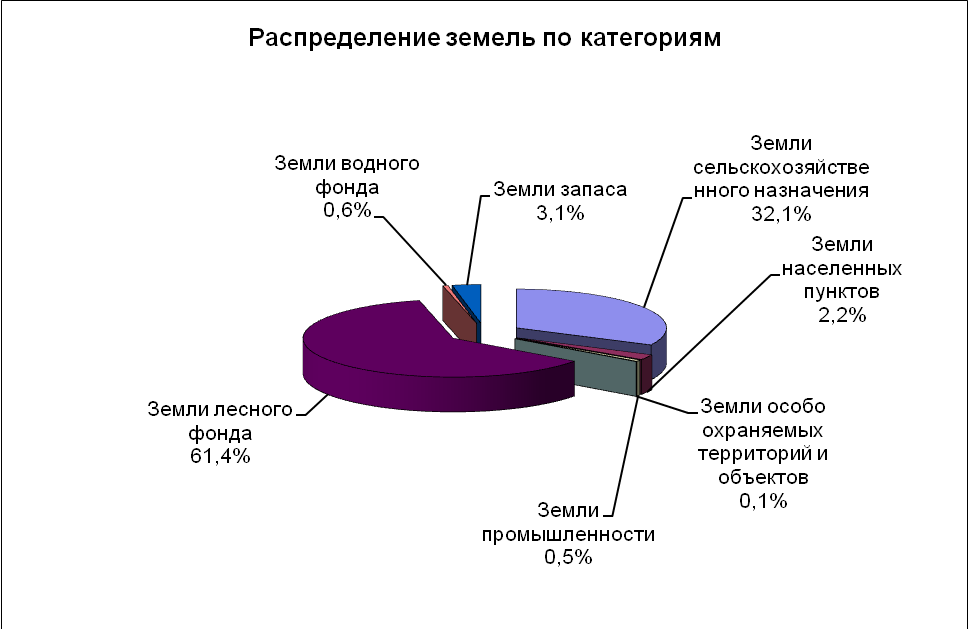 Распределение земель по категориям
Земли водного
фонда
0,6%
Земли запаса
3,1%
Земли
сельскохозяйстве
нного назначения
32,1%
Земли
населенных
пунктов
2,2%
Земли лесного
фонда
61,4%
Земли особо
охраняемых
территорий и
объектов
0,1%
Земли
промышленности
0,5%